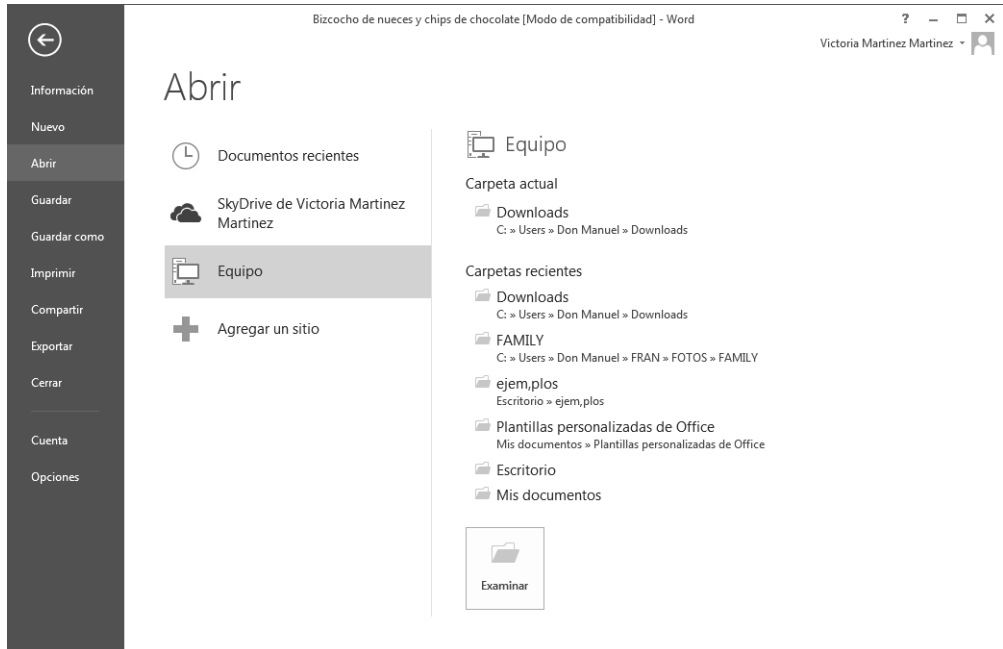 Bizcocho de nueces y chips de chocolate [Modo de compatibilidad] - Word
?
Victoria Martinez Martinez
Información
Nuevo
Abrir
Guardar
Guardar como
Imprimir
Compartir
Exportar
Cerrar
Cuenta
Opciones
Abrir
Documentos recientes
SkyDrive de Victoria Martinez
Martinez
Equipo
Agregar un sitio
Equipo
Carpeta actual
Downloads
C: » Users » Don Manuel » Downloads
Carpetas recientes
Downloads
C: » Users » Don Manuel » Downloads
FAMILY
C: » Users » Don Manuel » FRAN » FOTOS » FAMILY
ejem,plos
Escritorio » ejem,plos
Plantillas personalizadas de Office
Mis documentos » Plantillas personalizadas de Office
Escritorio
Mis documentos
Examinar